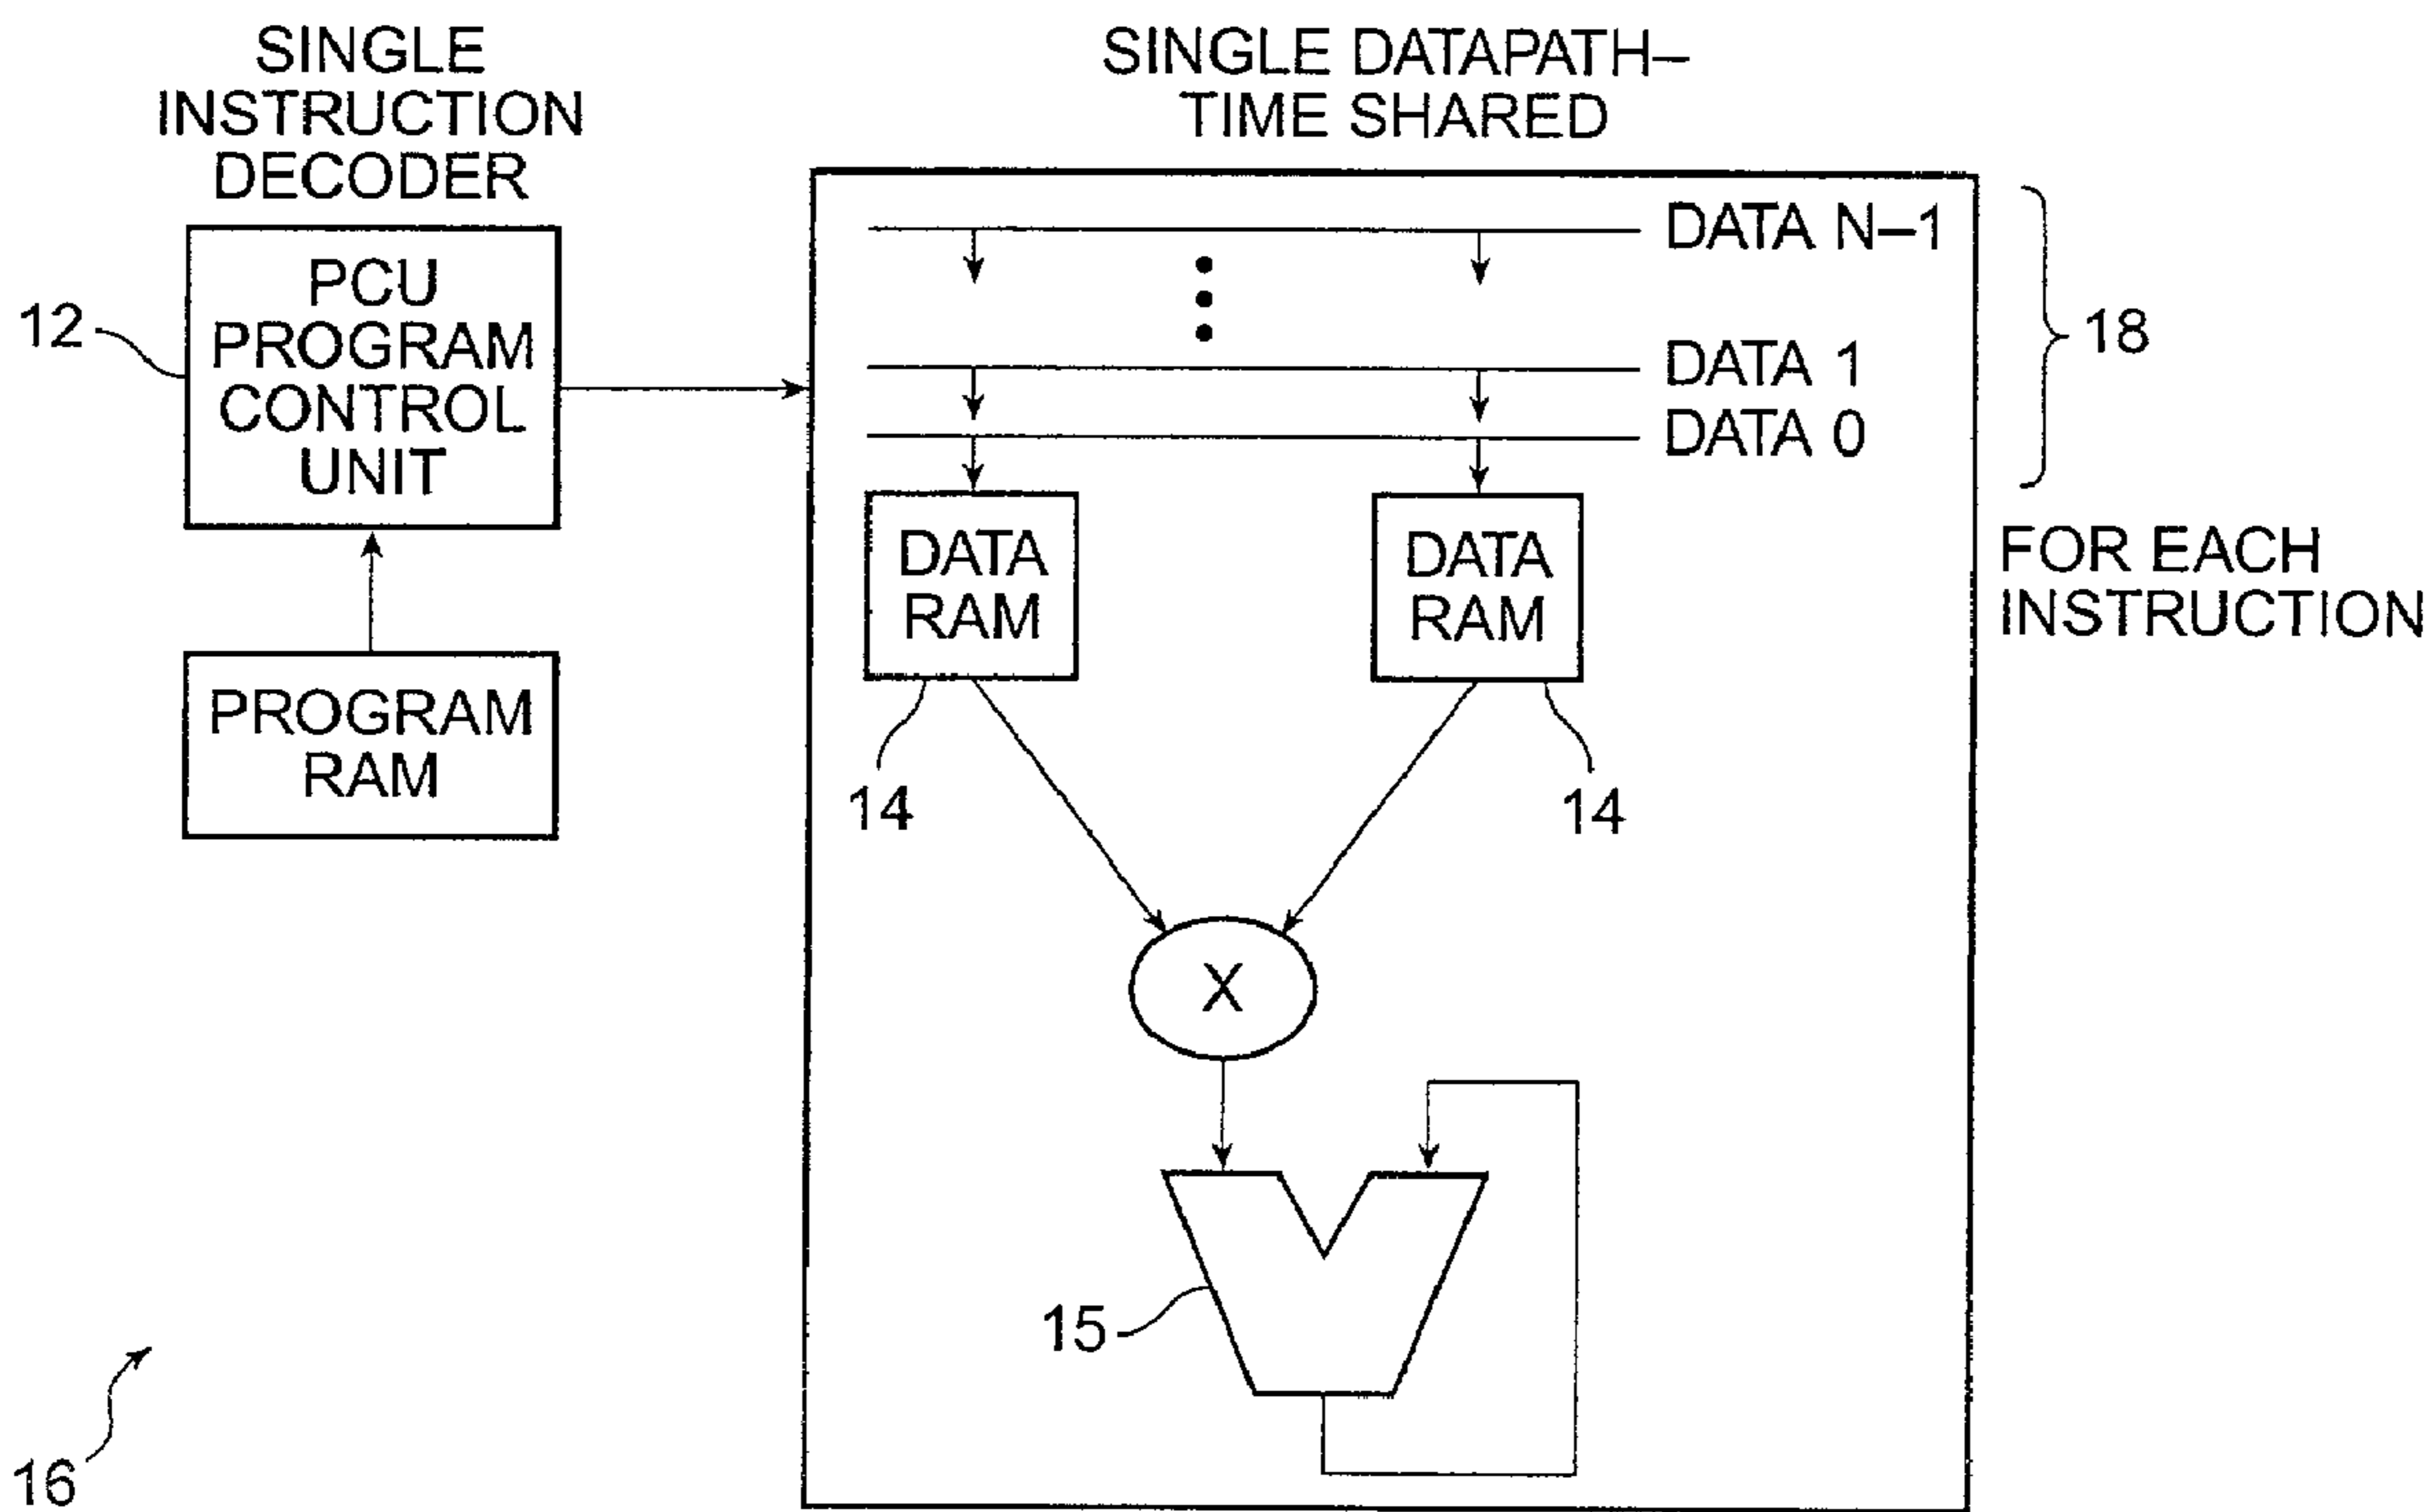 SINGLE
INSTRUCTION
DECODER
PCU
PROGRAM
CONTROL
UNIT
12
PROGRAM
RAM
SINGLE DATAPATH–
TIME SHARED
DATA N–1
DATA 1
DATA 0
18
FOR EACH
INSTRUCTION
DATA
RAM
DATA
RAM
14
14
X
15
16